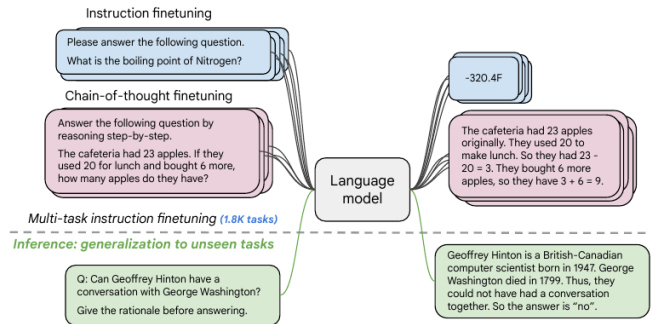 Instruction finetuning
Please answer the following question.
What is the boiling point of Nitrogen?
-320.4F
Chain-of-thought finetuning
Answer the following question by
reasoning step-by-step.
The cafeteria had 23 apples. If they
used 20 for lunch and bought 6 more,
how many apples do they have?
Language
model
The cafeteria had 23 apples
originally. They used 20 to
make lunch. So they had 23 -
20 = 3. They bought 6 more
apples, so they have 3 + 6 = 9.
Multi-task instruction finetuning (1.8K tasks)
Inference: generalization to unseen tasks
Q: Can Geoffrey Hinton have a
conversation with George Washington?
Give the rationale before answering.
Geoffrey Hinton is a British-Canadian
computer scientist born in 1947. George
Washington died in 1799. Thus, they
could not have had a conversation
together. So the answer is “no”.